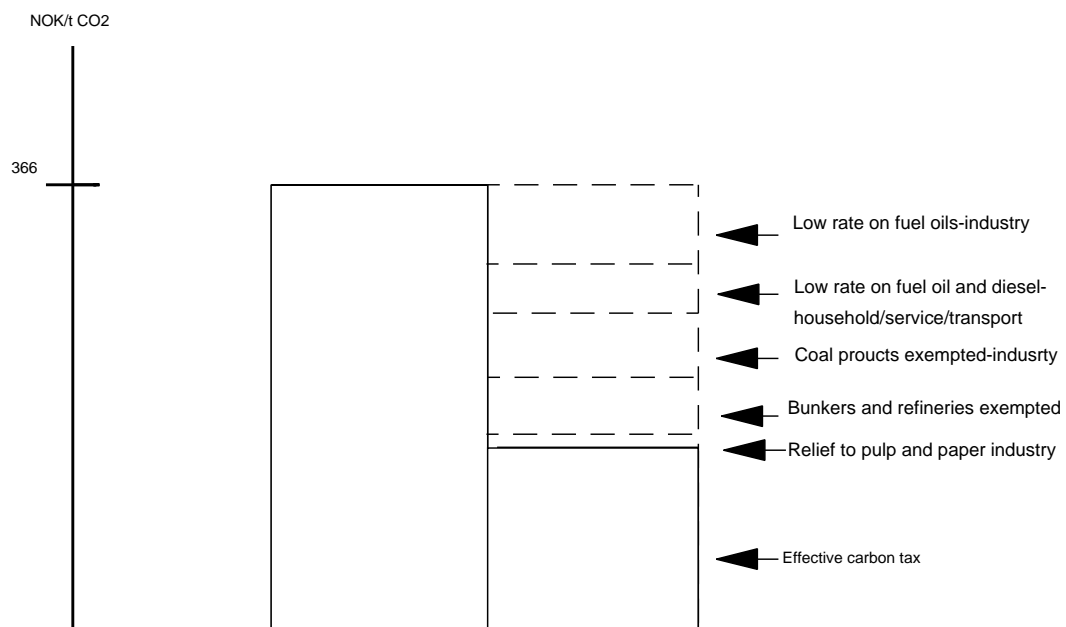 NOK/t CO2
366
Low rate on fuel oils-industry
Low rate on fuel oil and diesel-
household/service/transport
Coal proucts exempted-indusrty
Bunkers and refineries exempted
Relief to pulp and paper industry
Effective carbon tax